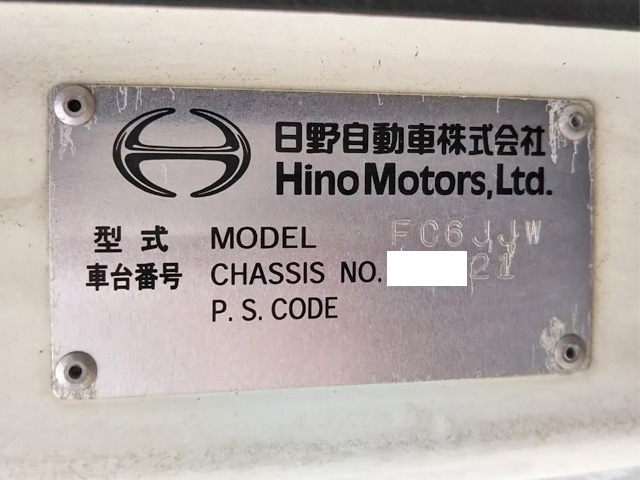 日野自動車株式会社
Hino Motors, Ltd.
型式 MODEL FC6JJW
車台番号 CHASSIS NO. 21
P. S. CODE